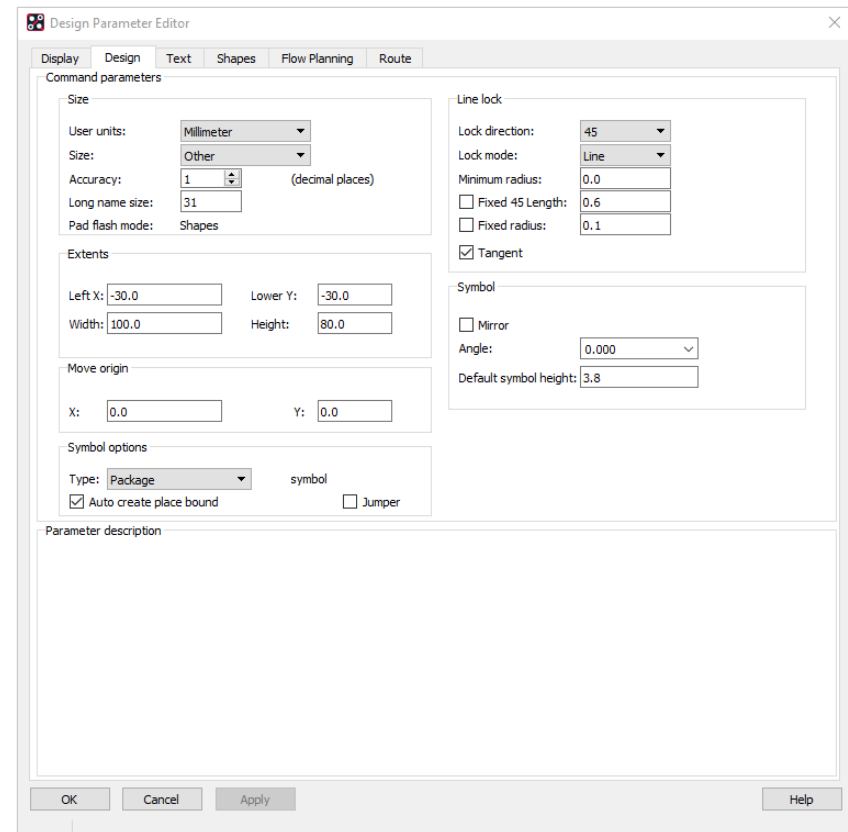 Design Parameter Editor
Display Design Text Shapes Flow Planning Route
Command parameters
Size
User units: Millimeter
Size: Other
Accuracy: 1 (decimal places)
Long name size: 31
Pad flash mode: Shapes
Extents
Left X: -30.0 Lower Y: -30.0
Width: 100.0 Height: 80.0
Move origin
X: 0.0 Y: 0.0
Symbol options
Type: Package symbol
Auto create place bound Jumper
Line lock
Lock direction: 45
Lock mode: Line
Minimum radius: 0.0
Fixed 45 Length: 0.6
Fixed radius: 0.1
Tangent
Symbol
Mirror
Angle: 0.000
Default symbol height: 3.8
Parameter description
OK Cancel Apply Help